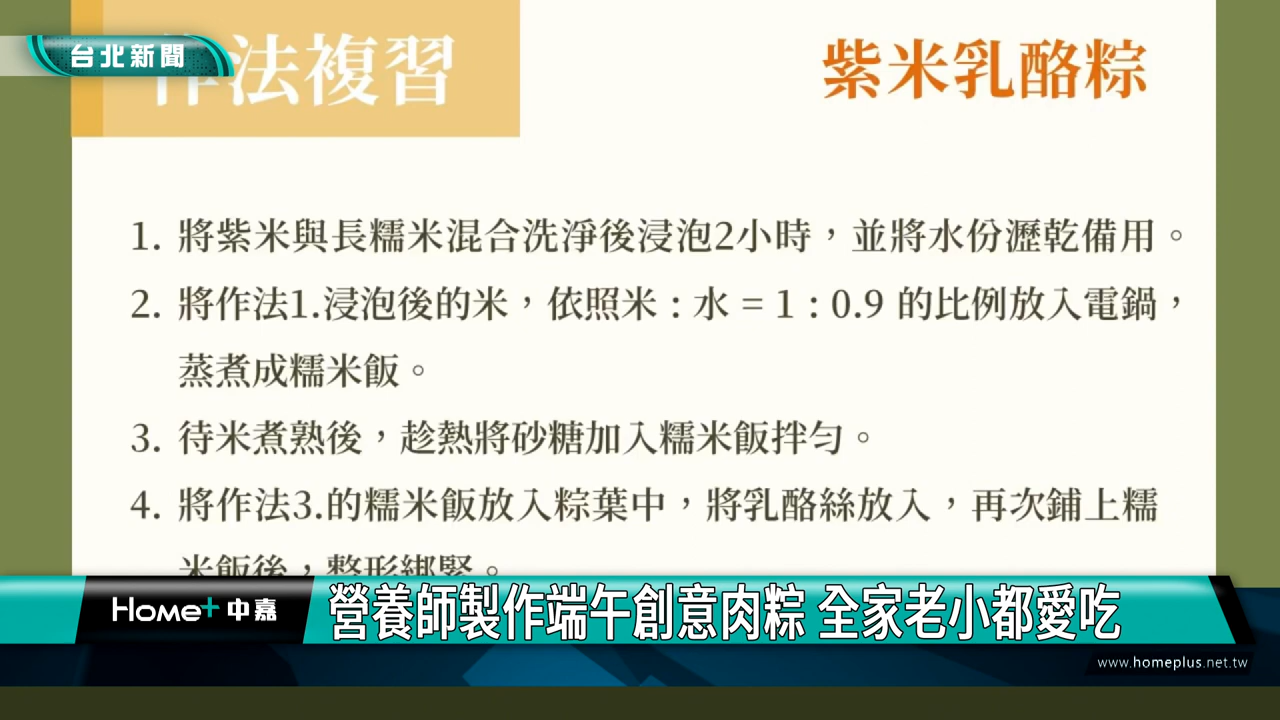 台北新聞
作法複習
紫米乳酪粽
1. 將紫米與長糯米混合洗淨後浸泡2小時，並將水份瀝乾備用。
2. 將作法1.浸泡後的米，依照米：水 = 1：0.9 的比例放入電鍋，
蒸煮成糯米飯。
3. 待米煮熟後，趁熱將砂糖加入糯米飯拌勻。
4. 將作法3.的糯米飯放入粽葉中，將乳酪絲放入，再次鋪上糯
米飯後，整形綁緊。
Home+ 中嘉
營養師製作端午創意肉粽 全家老小都愛吃
www.homeplus.net.tw